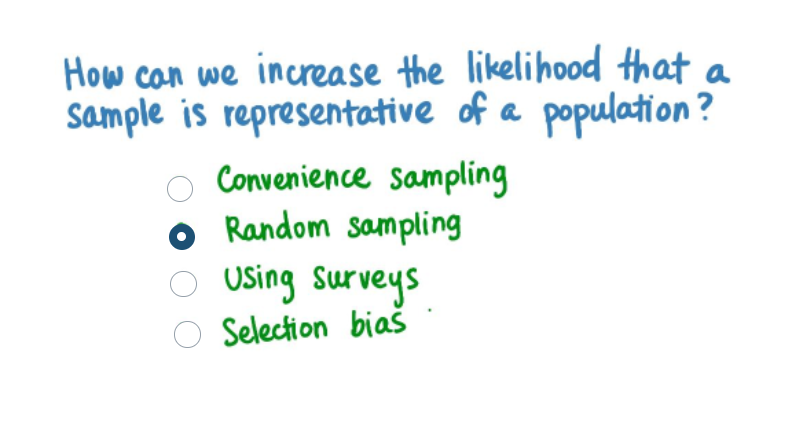 How can we increase the likelihood that a
sample is representative of a population?
Convenience sampling
Random sampling
Using surveys
Selection bias